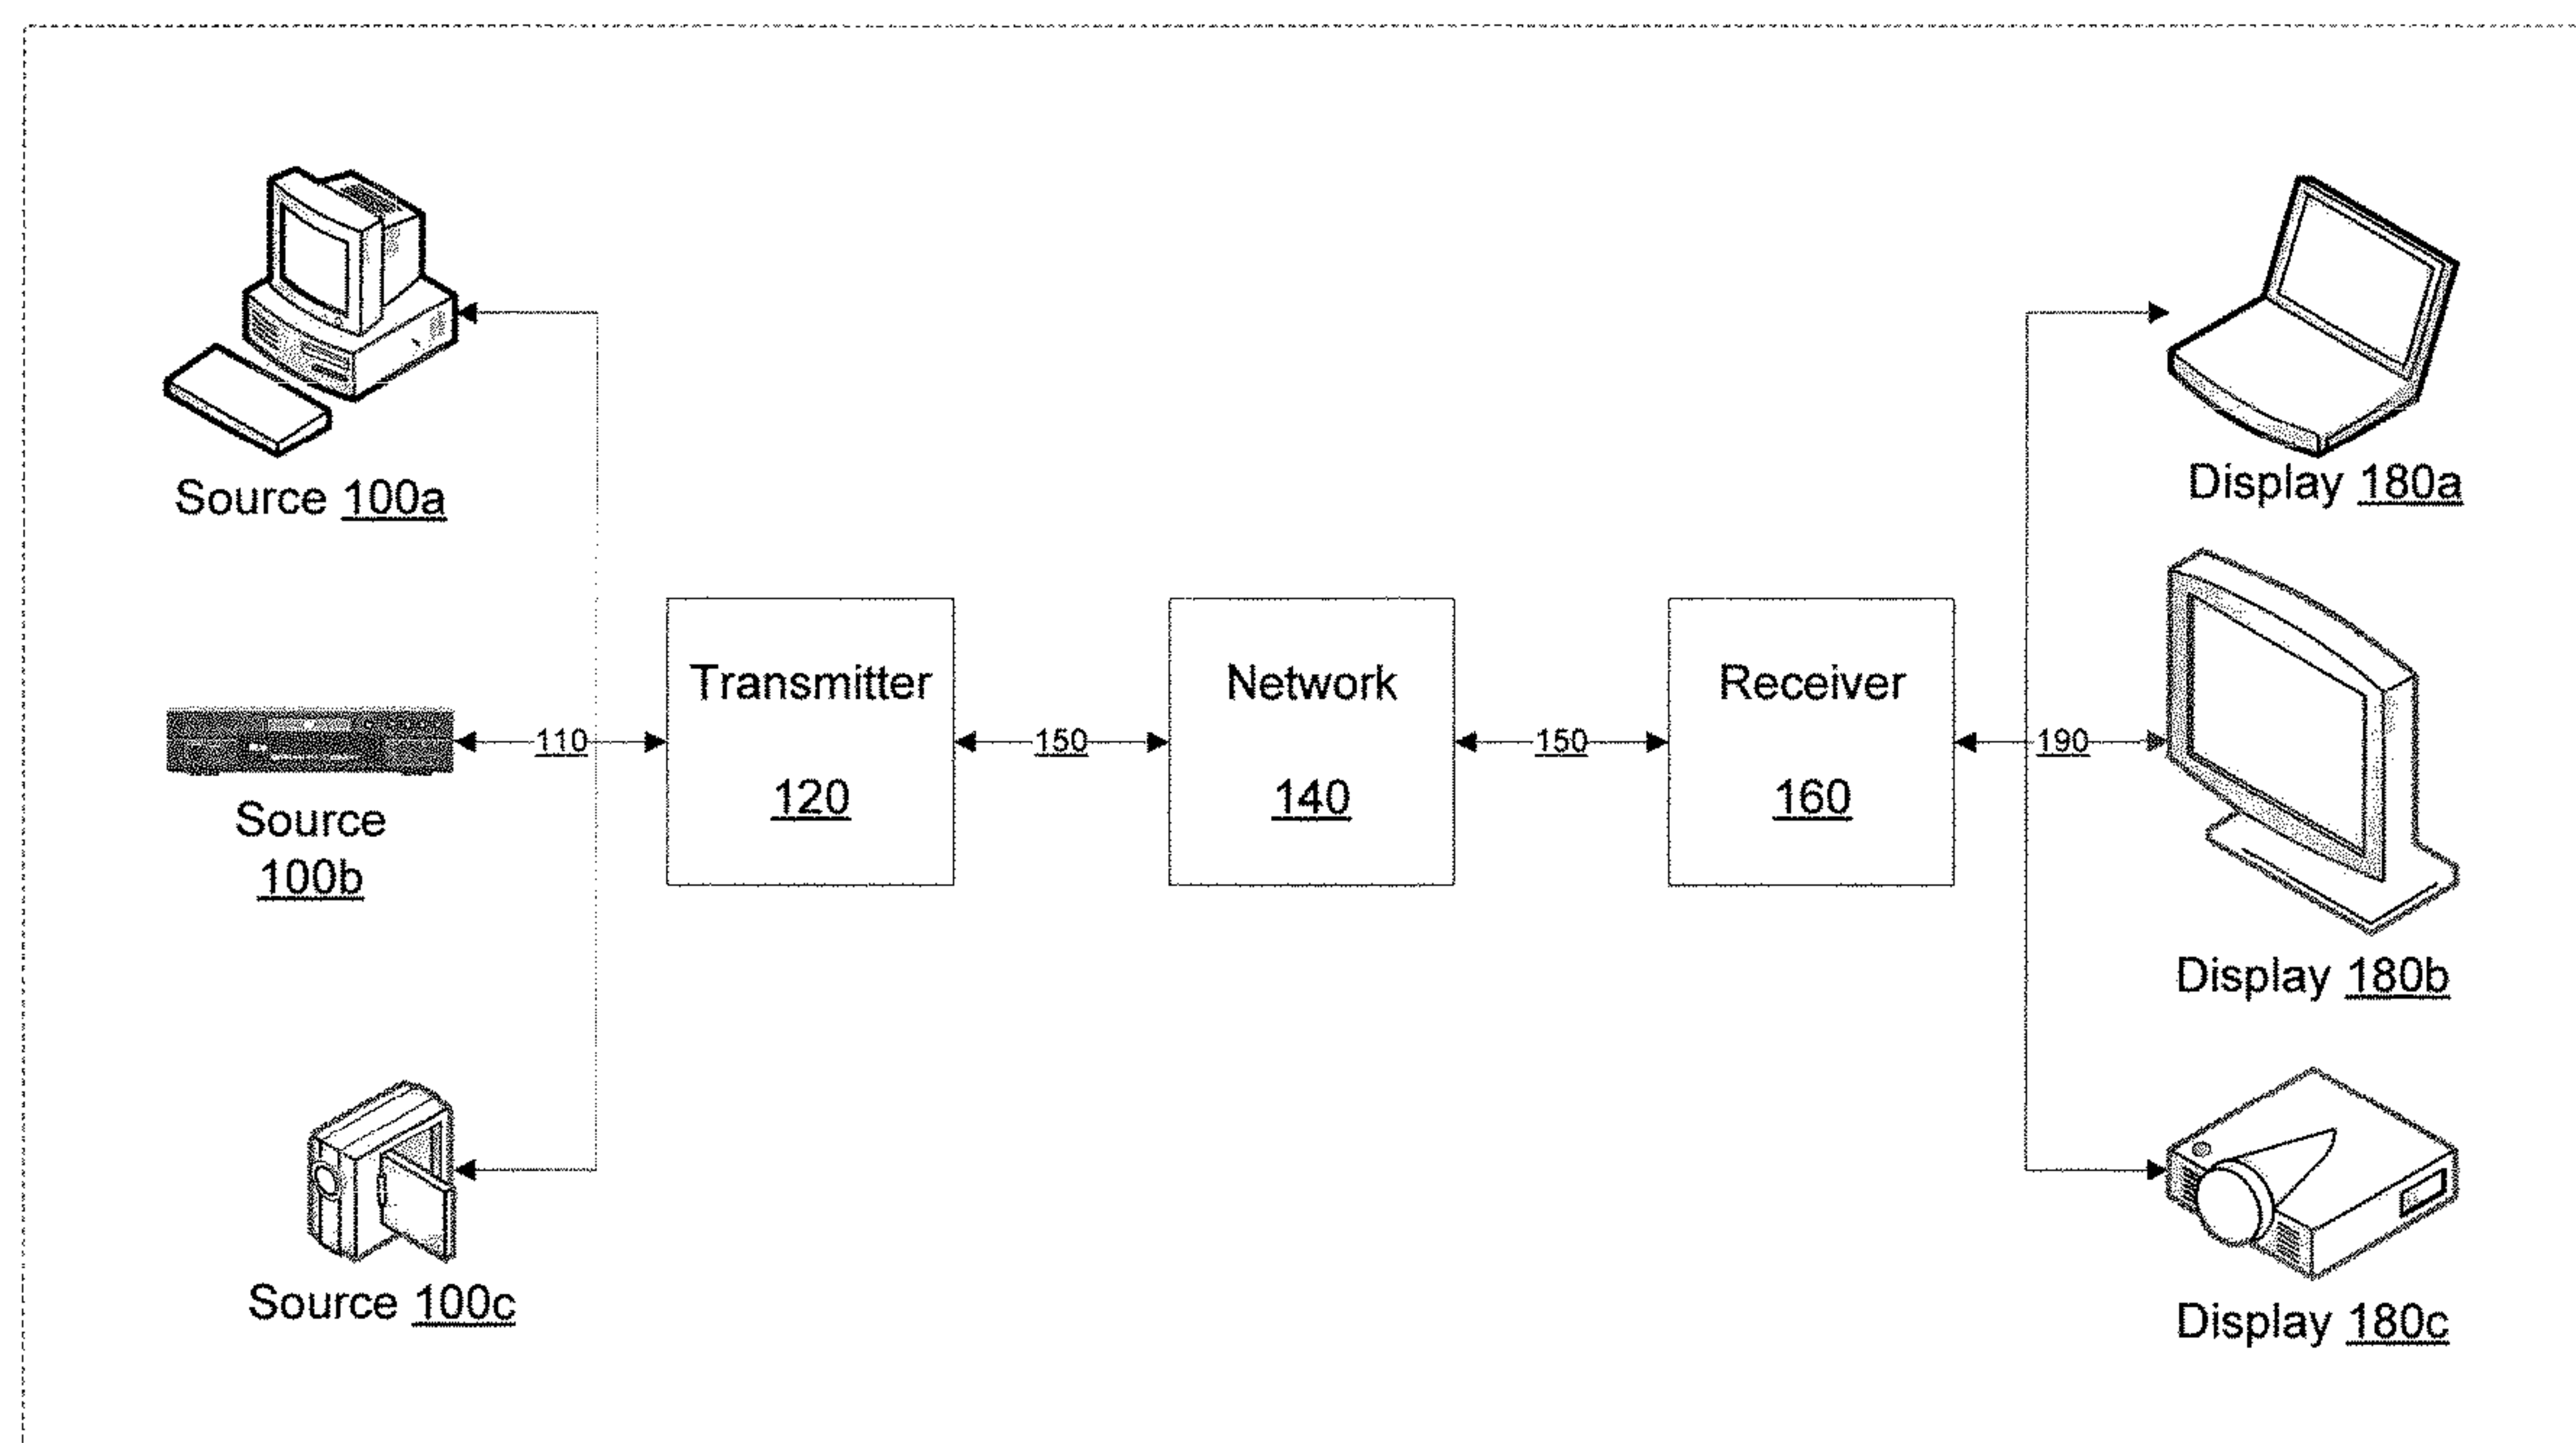 Source 100a
Display 180a
Transmitter
120
Network
140
Receiver
160
110
150
150
190
Source
100b
Display 180b
Source 100c
Display 180c